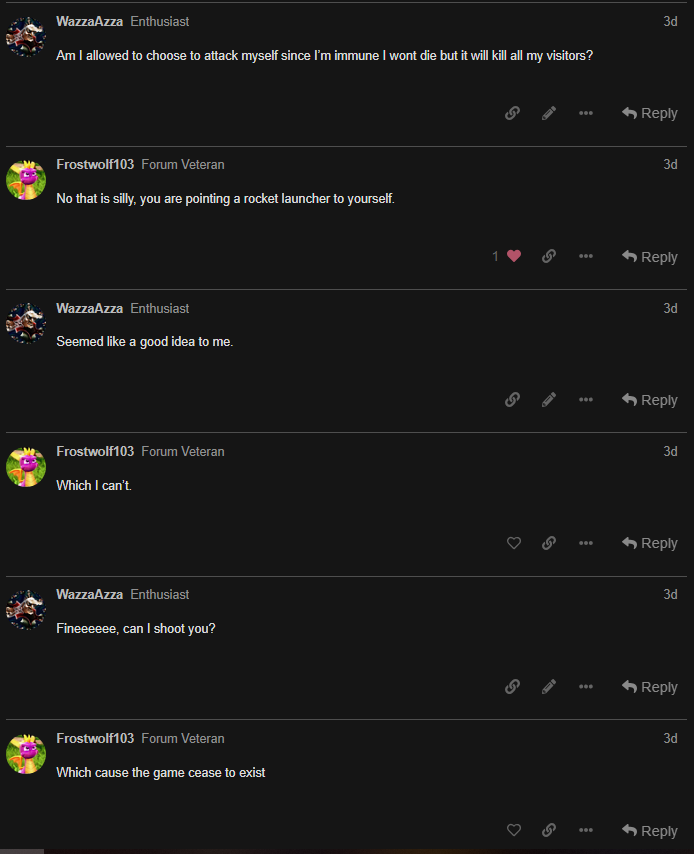 WazzaAzza Enthusiast 3d
Am I allowed to choose to attack myself since I'm immune I wont die but it will kill all my visitors?
Reply
Frostwolf103 Forum Veteran 3d
No that is silly, you are pointing a rocket launcher to yourself.
1 Reply
WazzaAzza Enthusiast 3d
Seemed like a good idea to me.
Reply
Frostwolf103 Forum Veteran 3d
Which I can't.
Reply
WazzaAzza Enthusiast 3d
Fineeeeee, can I shoot you?
Reply
Frostwolf103 Forum Veteran 3d
Which cause the game cease to exist
Reply